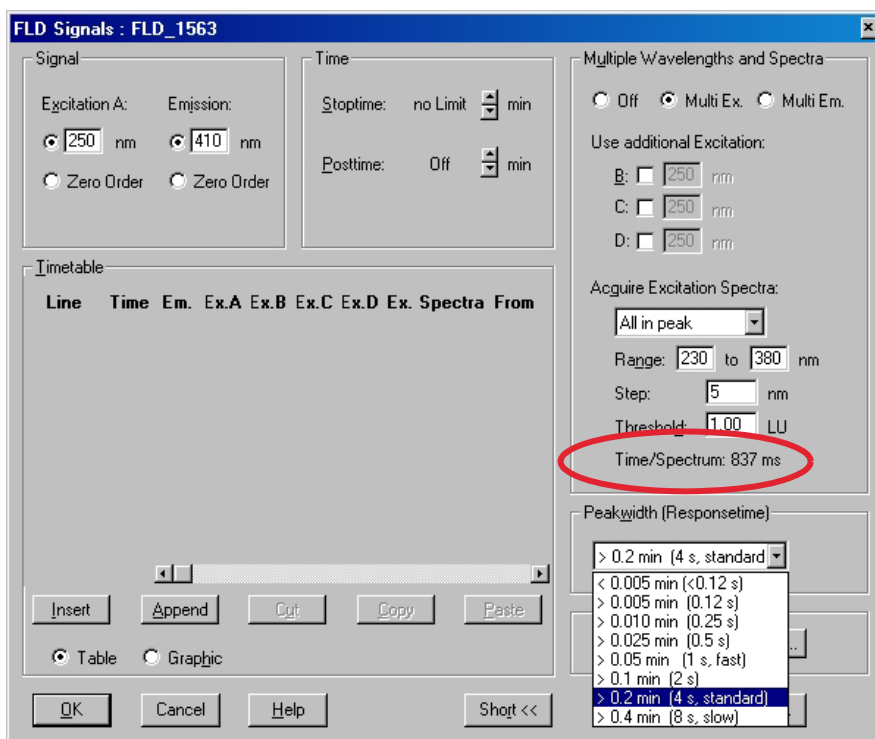 FLD Signals : FLD_1563
Signal
Excitation A: Emission:
250 nm 410 nm
Zero Order Zero Order
Time
Stoptime: no Limit min
Posttime: Off min
Multiple Wavelengths and Spectra
Off Multi Ex. Multi Em.
Use additional Excitation:
B: 250 nm
C: 250 nm
D: 250 nm
Acquire Excitation Spectra:
All in peak
Range: 230 to 380 nm
Step: 5 nm
Threshold: 1.00 LU
Time/Spectrum: 837 ms
Timetable
Line Time Em. Ex.A Ex.B Ex.C Ex.D Ex. Spectra From
Insert Append Cut Copy Paste
Table Graphic
Peakwidth (Responsetime)
> 0.2 min (4 s, standard
< 0.005 min (<0.12 s)
> 0.005 min (0.12 s)
> 0.010 min (0.25 s)
> 0.025 min (0.5 s)
> 0.05 min (1 s, fast)
> 0.1 min (2 s)
> 0.2 min (4 s, standard)
> 0.4 min (8 s, slow)
..
OK Cancel Help Short <<